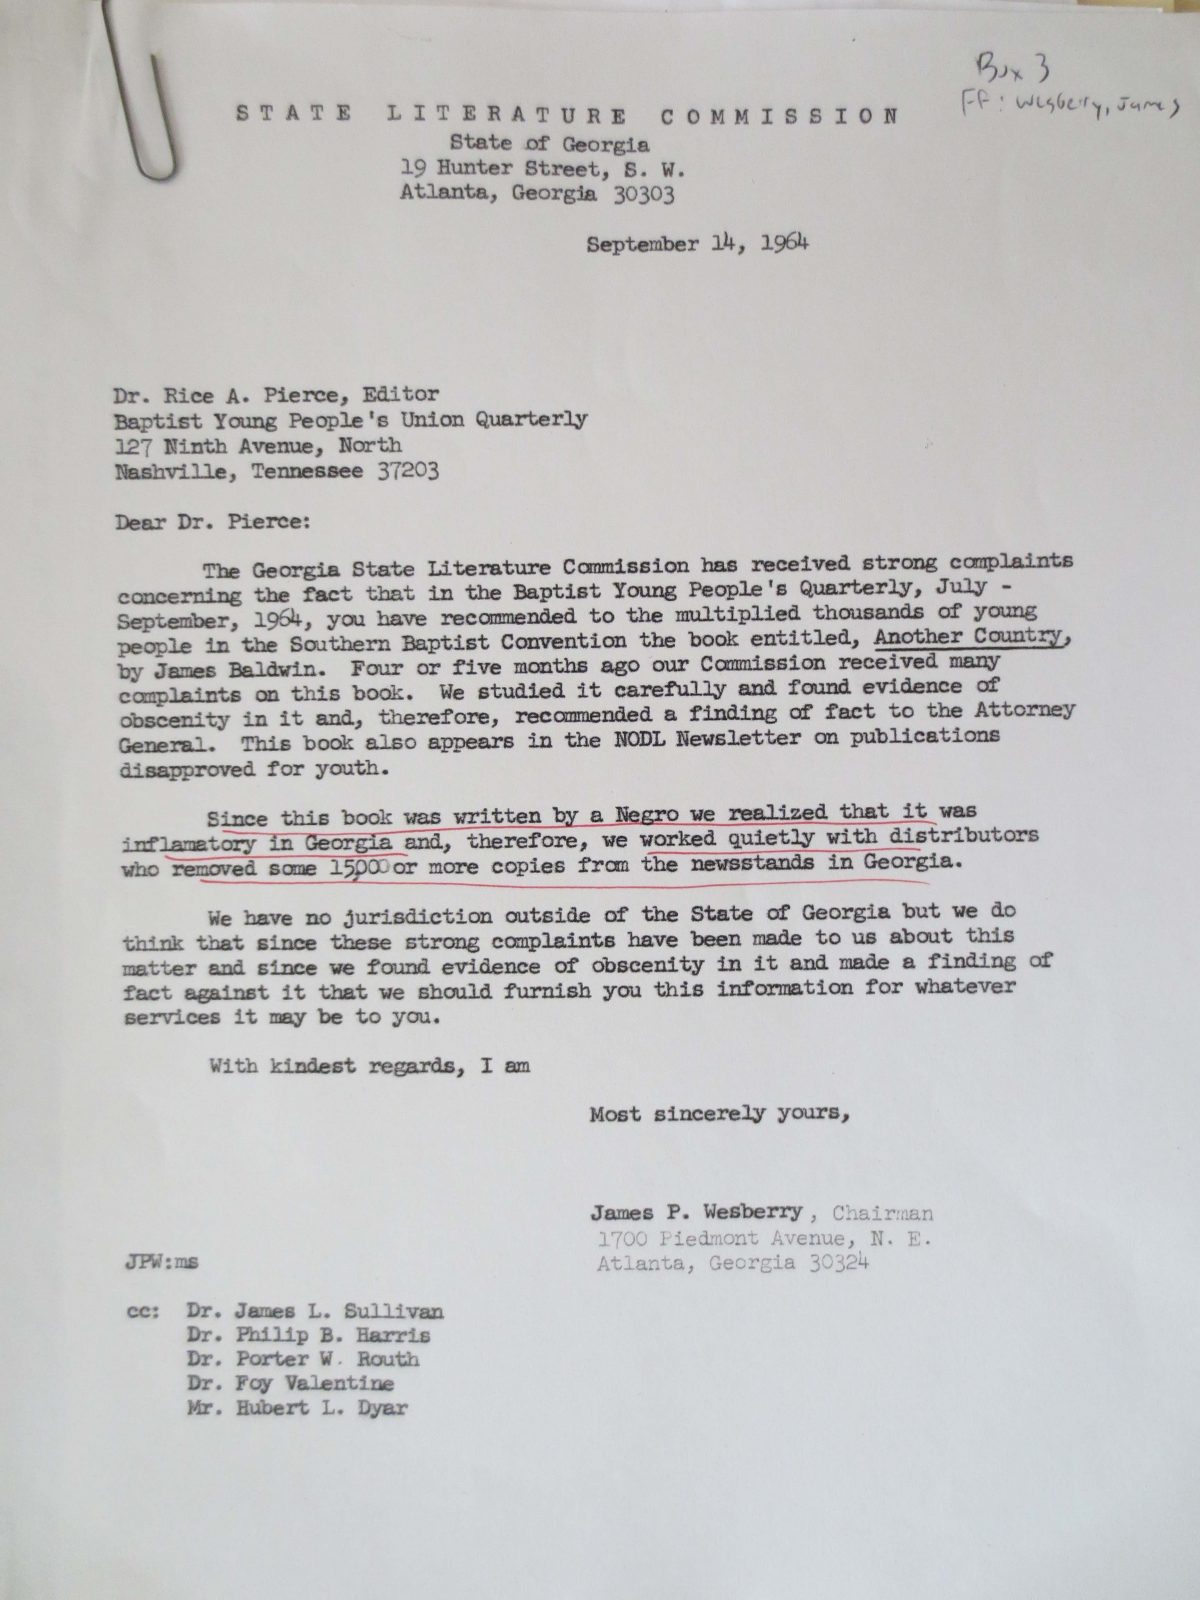 Box 3
FF: Wesberry, James
STATE LITERATURE COMMISSION
State of Georgia
19 Hunter Street, S. W.
Atlanta, Georgia 30303
September 14, 1964
Dr. Rice A. Pierce, Editor
Baptist Young People's Union Quarterly
127 Ninth Avenue, North
Nashville, Tennessee 37203
Dear Dr. Pierce:
The Georgia State Literature Commission has received strong complaints
concerning the fact that in the Baptist Young People's Quarterly, July -
September, 1964, you have recommended to the multiplied thousands of young
people in the Southern Baptist Convention the book entitled, Another Country,
by James Baldwin. Four or five months ago our Commission received many
complaints on this book. We studied it carefully and found evidence of
obscenity in it and, therefore, recommended a finding of fact to the Attorney
General. This book also appears in the NODL Newsletter on publications
disapproved for youth.
Since this book was written by a Negro we realized that it was
inflamatory in Georgia and, therefore, we worked quietly with distributors
who removed some 15,000 or more copies from the newsstands in Georgia.
We have no jurisdiction outside of the State of Georgia but we do
think that since these strong complaints have been made to us about this
matter and since we found evidence of obscenity in it and made a finding of
fact against it that we should furnish you this information for whatever
services it may be to you.
With kindest regards, I am
Most sincerely yours,
James P. Wesberry, Chairman
1700 Piedmont Avenue, N. E.
Atlanta, Georgia 30324
JPW:ms
cc: Dr. James L. Sullivan
Dr. Philip B. Harris
Dr. Porter W. Routh
Dr. Foy Valentine
Mr. Hubert L. Dyar